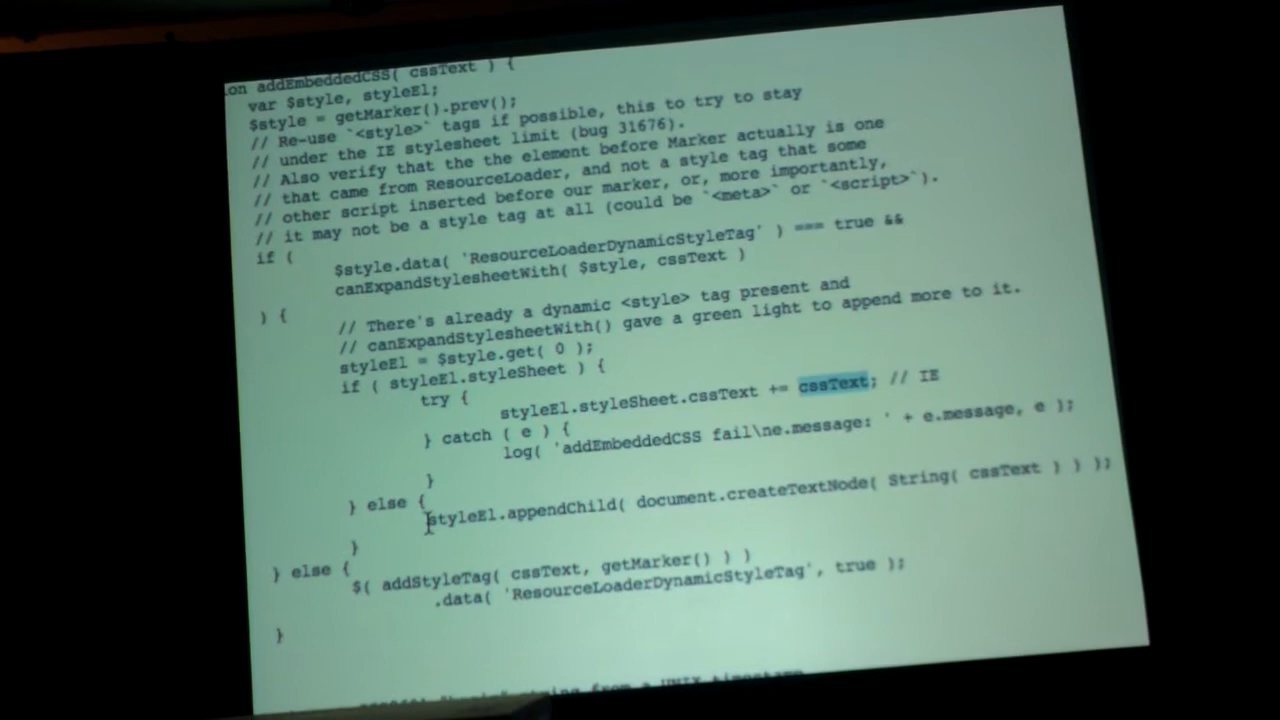 on addEmbeddedCSS( cssText ) {
var $style, styleEl;
$style = getMarker().prev();
// Re-use `<style>` tags if possible, this to try to stay
// under the IE stylesheet limit (bug 31676).
// Also verify that the the element before Marker actually is one
// that came from ResourceLoader, and not a style tag that some
// other script inserted before our marker, or, more importantly,
// it may not be a style tag at all (could be `<meta>` or `<script>`).
if (
$style.data( 'ResourceLoaderDynamicStyleTag' ) === true &&
canExpandStylesheetWith( $style, cssText )
) {
// There's already a dynamic <style> tag present and
// canExpandStylesheetWith() gave a green light to append more to it.
styleEl = $style.get( 0 );
if ( styleEl.styleSheet ) {
try {
styleEl.styleSheet.cssText += cssText; // IE
} catch ( e ) {
log( 'addEmbeddedCSS fail\ne.message: ' + e.message, e );
}
} else {
styleEl.appendChild( document.createTextNode( String( cssText ) ) );
}
} else {
$( addStyleTag( cssText, getMarker() ) )
.data( 'ResourceLoaderDynamicStyleTag', true );
}
string from a UNIX timestamp